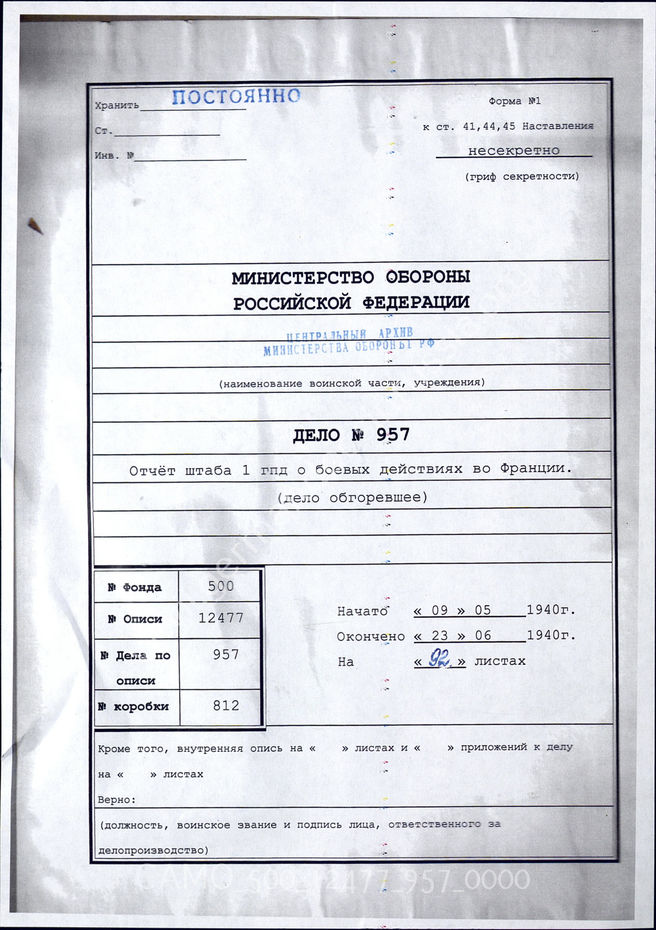 Хранить ПОСТОЯННО
Форма №1
Ст.
к ст. 41,44,45 Наставления
Инв. №
несекретно
(гриф секретности)
МИНИСТЕРСТВО ОБОРОНЫ
РОССИЙСКОЙ ФЕДЕРАЦИИ
ЦЕНТРАЛЬНЫЙ АРХИВ
МИНИСТЕРСТВА ОБОРОНЫ РФ
(наименование воинской части, учреждения)
ДЕЛО № 957
Отчёт штаба 1 гпд о боевых действиях во Франции.
(дело обгоревшее)
№ Фонда 500
№ Описи 12477
№ Дела по описи 957
№ коробки 812
Начато « 09 » 05 1940г.
Окончено « 23 » 06 1940г.
На « 92 » листах
Кроме того, внутренняя опись на « » листах и « » приложений к делу
на « » листах
Верно:
(должность, воинское звание и подпись лица, ответственного за
делопроизводство)
CAMO_500_12477_957_0000